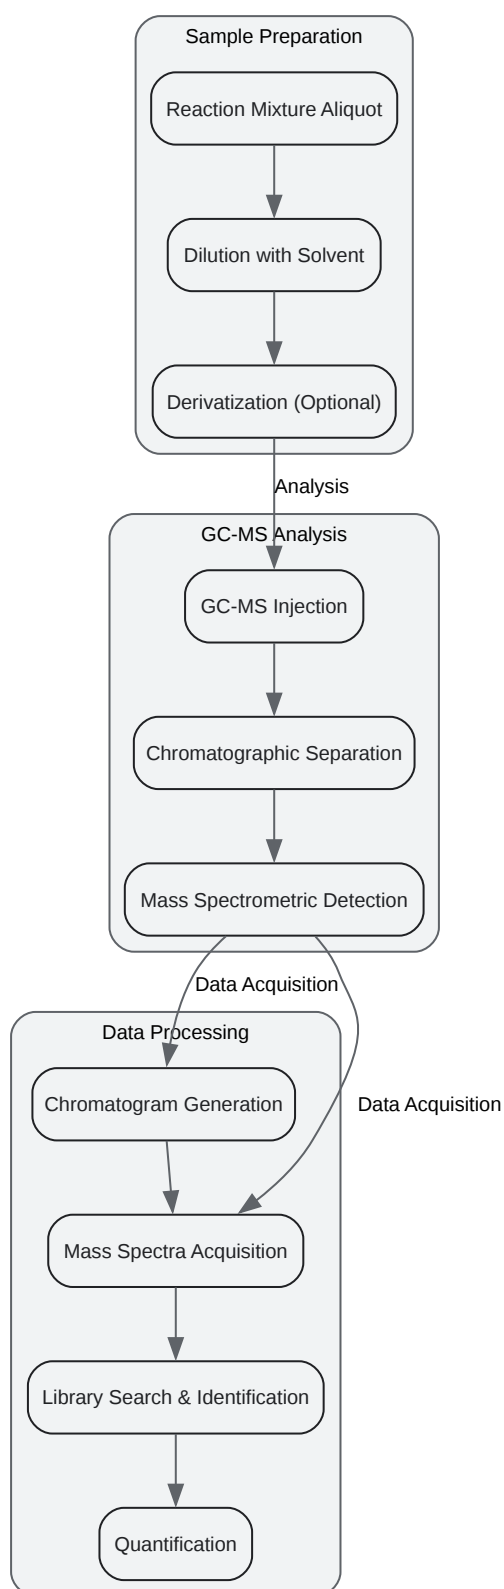 Sample Preparation
Reaction Mixture Aliquot
Dilution with Solvent
Derivatization (Optional)
Analysis
GC-MS Analysis
GC-MS Injection
Chromatographic Separation
Mass Spectrometric Detection
Data Acquisition
Data Processing
Chromatogram Generation
Data Acquisition
Mass Spectra Acquisition
Library Search & Identification
Quantification